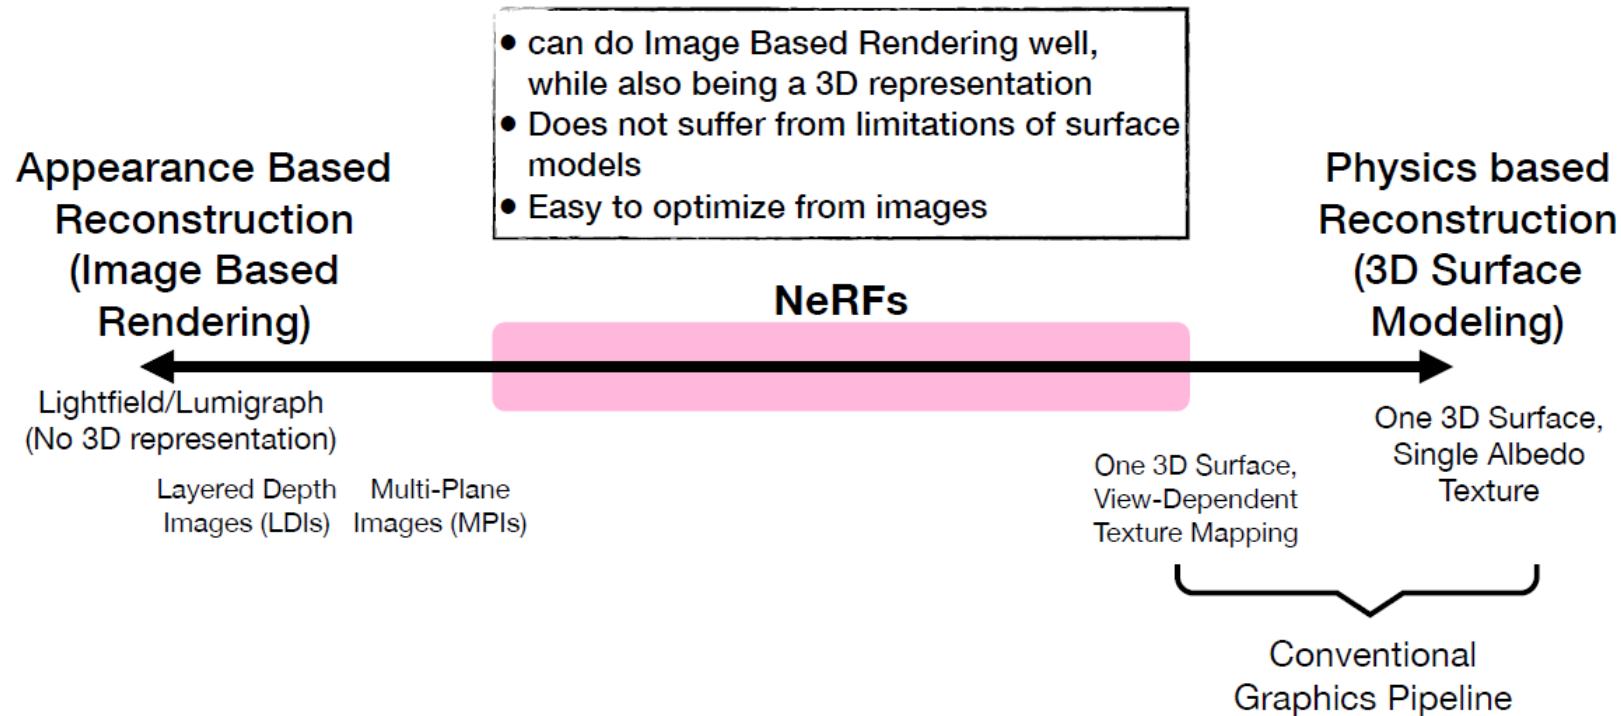 • can do Image Based Rendering well,
while also being a 3D representation
• Does not suffer from limitations of surface
models
• Easy to optimize from images
Appearance Based
Reconstruction
(Image Based
Rendering)
NeRFs
Physics based
Reconstruction
(3D Surface
Modeling)
Lightfield/Lumigraph
(No 3D representation)
Layered Depth
Images (LDIs)
Multi-Plane
Images (MPIs)
One 3D Surface,
View-Dependent
Texture Mapping
One 3D Surface,
Single Albedo
Texture
Conventional
Graphics Pipeline